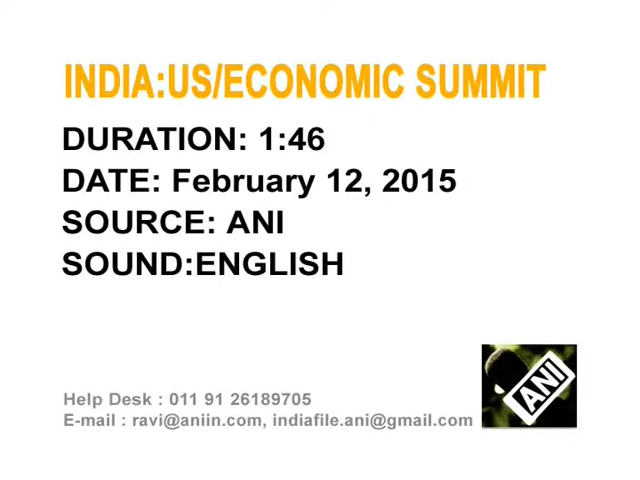 INDIA:US/ECONOMIC SUMMIT
DURATION: 1:46
DATE: February 12, 2015
SOURCE: ANI
SOUND:ENGLISH
ANI
Help Desk : 011 91 26189705
E-mail : ravi@aniin.com, indiafile.ani@gmail.com